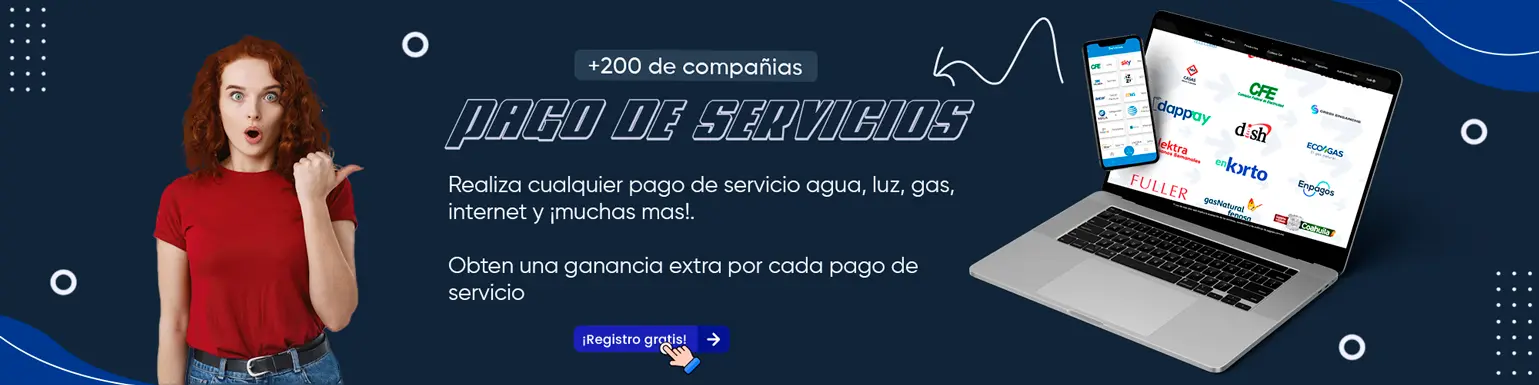 +200 de compañias
PAGO DE SERVICIOS
Realiza cualquier pago de servicio agua, luz, gas,
internet y ¡muchas mas!.
Obten una ganancia extra por cada pago de
servicio
¡Registro gratis!
CFE
sky
CFE
dappay
dish
ECOGAS
elektra
enkorto
Enpagos
FULLER
gasNatural
fenosa
Coahuila